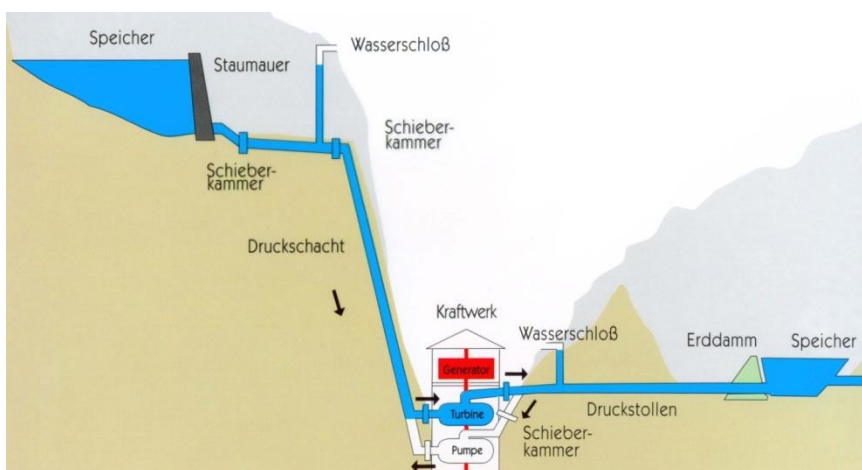 Speicher
Staumauer
Wasserschloß
Schieber-
kammer
Schieber-
kammer
Druckschacht
Kraftwerk
Generator
Turbine
Pumpe
Wasserschloß
Erddamm
Speicher
Druckstollen
Schieber-
kammer